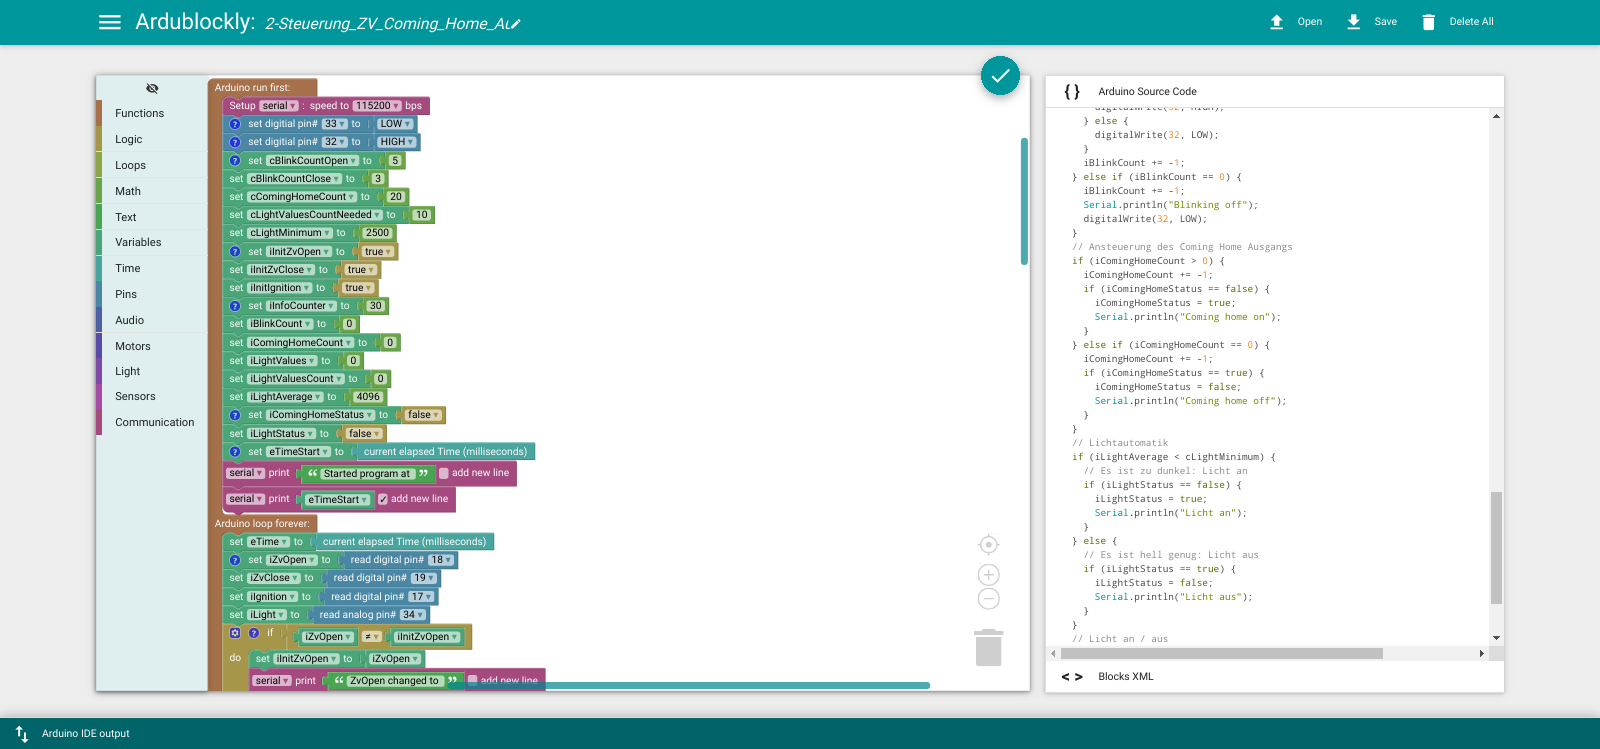 Ardublockly:
2-Steuerung_ZV_Coming_Home_Au
Open
Save
Delete All
Functions
Logic
Loops
Math
Text
Variables
Time
Pins
Audio
Motors
Light
Sensors
Communication
Arduino run first:
Setup serial : speed to 115200 bps
set digitial pin# 33 to LOW
set digitial pin# 32 to HIGH
set cBlinkCountOpen to 5
set cBlinkCountClose to 3
set cComingHomeCount to 20
set cLightValuesCountNeeded to 10
set cLightMinimum to 2500
set iInitZvOpen to true
set iInitZvClose to true
set iInitIgnition to true
set iInfoCounter to 30
set iBlinkCount to 0
set iComingHomeCount to 0
set iLightValues to 0
set iLightValuesCount to 0
set iLightAverage to 4096
set iComingHomeStatus to false
set iLightStatus to false
set eTimeStart to current elapsed Time (milliseconds)
serial print “ Started program at ” add new line
serial print eTimeStart add new line
Arduino loop forever:
set eTime to current elapsed Time (milliseconds)
set iZvOpen to read digital pin# 18
set iZvClose to read digital pin# 19
set iIgnition to read digital pin# 17
set iLight to read analog pin# 34
if iZvOpen ≠ iInitZvOpen
do set iInitZvOpen to iZvOpen
serial print “ ZvOpen changed to ” add new line
{ } Arduino Source Code
digitalWrite(32, HIGH);
} else {
digitalWrite(32, LOW);
}
iBlinkCount += -1;
} else if (iBlinkCount == 0) {
iBlinkCount += -1;
Serial.println("Blinking off");
digitalWrite(32, LOW);
}
// Ansteuerung des Coming Home Ausgangs
if (iComingHomeCount > 0) {
iComingHomeCount += -1;
if (iComingHomeStatus == false) {
iComingHomeStatus = true;
Serial.println("Coming home on");
}
} else if (iComingHomeCount == 0) {
iComingHomeCount += -1;
if (iComingHomeStatus == true) {
iComingHomeStatus = false;
Serial.println("Coming home off");
}
}
// Lichtautomatik
if (iLightAverage < cLightMinimum) {
// Es ist zu dunkel: Licht an
if (iLightStatus == false) {
iLightStatus = true;
Serial.println("Licht an");
}
} else {
// Es ist hell genug: Licht aus
if (iLightStatus == true) {
iLightStatus = false;
Serial.println("Licht aus");
}
}
// Licht an / aus
< > Blocks XML
Arduino IDE output